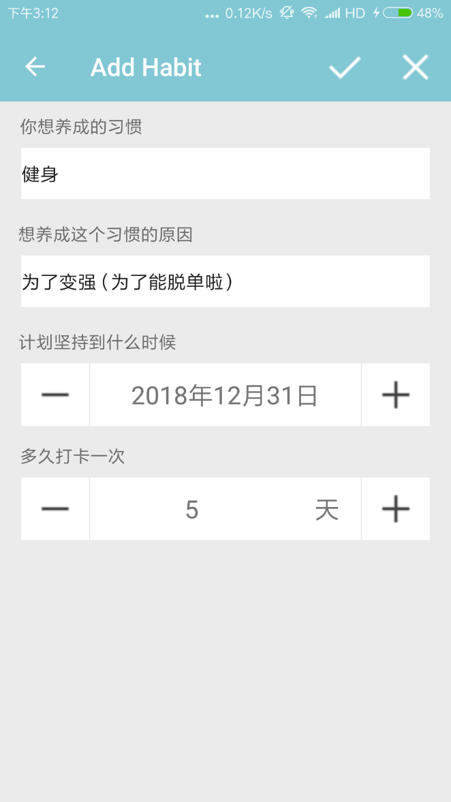 下午3:12 ... 0.12K/s HD 48%
Add Habit
你想养成的习惯
健身
想养成这个习惯的原因
为了变强(为了能脱单啦)
计划坚持到什么时候
2018年12月31日
多久打卡一次
5 天